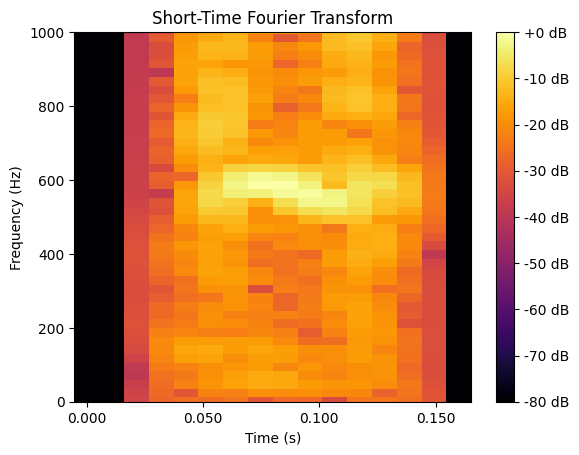 Short-Time Fourier Transform
1000
800
600
400
200
0
Frequency (Hz)
0.000
0.050
0.100
0.150
Time (s)
+0 dB
-10 dB
-20 dB
-30 dB
-40 dB
-50 dB
-60 dB
-70 dB
-80 dB